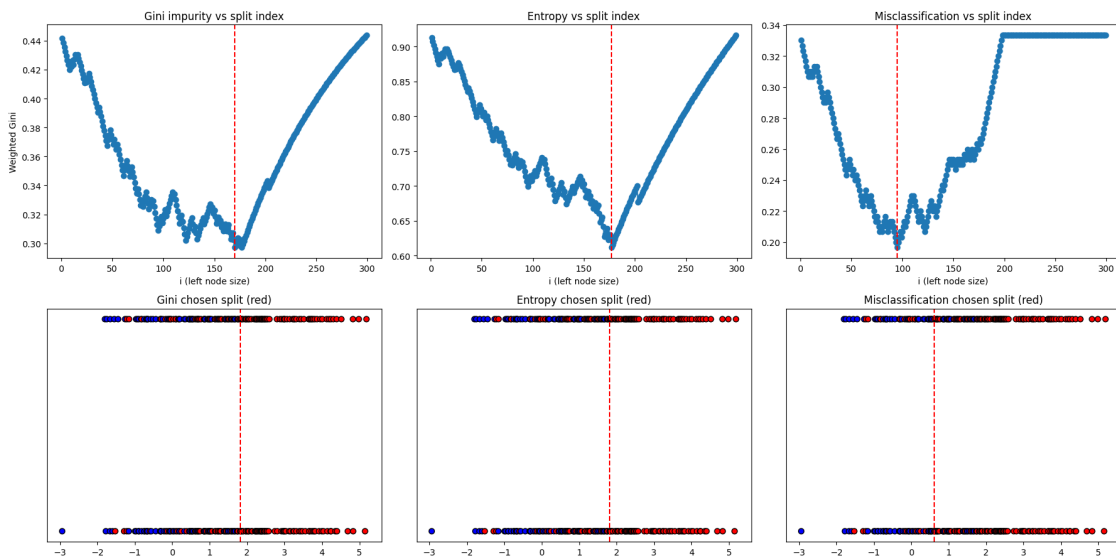 Gini impurity vs split index
Entropy vs split index
Misclassification vs split index
Weighted Gini
0.44
0.42
0.40
0.38
0.36
0.34
0.32
0.30
0.90
0.85
0.80
0.75
0.70
0.65
0.60
0.34
0.32
0.30
0.28
0.26
0.24
0.22
0.20
0 50 100 150 200 250 300
0 50 100 150 200 250 300
0 50 100 150 200 250 300
i (left node size)
i (left node size)
i (left node size)
Gini chosen split (red)
Entropy chosen split (red)
Misclassification chosen split (red)
−3 −2 −1 0 1 2 3 4 5
−3 −2 −1 0 1 2 3 4 5
−3 −2 −1 0 1 2 3 4 5